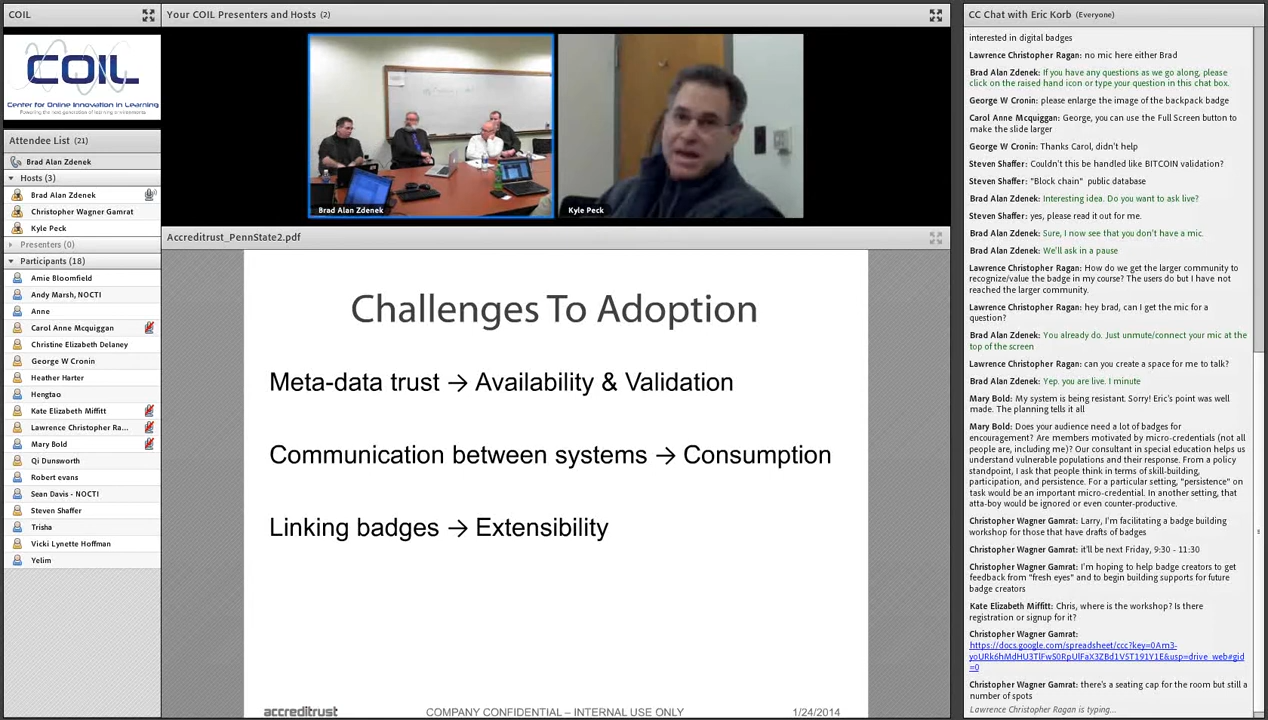 COIL
COIL
Center for Online Innovation in Learning
Attendee List (21)
Brad Alan Zdenek
Hosts (3)
Brad Alan Zdenek
Christopher Wagner Gamrat
Kyle Peck
Presenters (0)
Participants (18)
Amie Bloomfield
Andy Marsh, NOCTI
Anne
Carol Anne Mcquiggan
Christine Elizabeth Delaney
George W Cronin
Heather Harter
Hengtao
Kate Elizabeth Miffitt
Lawrence Christopher Ra...
Mary Bold
Qi Dunsworth
Robert evans
Sean Davis - NOCTI
Steven Shaffer
Trisha
Vicki Lynette Hoffman
Yelim
Your COIL Presenters and Hosts (2)
Brad Alan Zdenek
Kyle Peck
Accreditrust_PennState2.pdf
Challenges To Adoption
Meta-data trust → Availability & Validation
Communication between systems → Consumption
Linking badges → Extensibility
accreditrust
COMPANY CONFIDENTIAL – INTERNAL USE ONLY
1/24/2014
CC Chat with Eric Korb (Everyone)
interested in digital badges
Lawrence Christopher Ragan: no mic here either Brad
Brad Alan Zdenek: If you have any questions as we go along, please
click on the raised hand icon or type your question in this chat box.
George W Cronin: please enlarge the image of the backpack badge
Carol Anne Mcquiggan: George, you can use the Full Screen button to
make the slide larger
George W Cronin: Thanks Carol, didn't help
Steven Shaffer: Couldn't this be handled like BITCOIN validation?
Steven Shaffer: "Block chain" public database
Brad Alan Zdenek: Interesting idea. Do you want to ask live?
Steven Shaffer: yes, please read it out for me.
Brad Alan Zdenek: Sure, I now see that you don't have a mic.
Brad Alan Zdenek: We'll ask in a pause
Lawrence Christopher Ragan: How do we get the larger community to
recognize/value the badge in my course? The users do but I have not
reached the larger community.
Lawrence Christopher Ragan: hey brad, can I get the mic for a
question?
Brad Alan Zdenek: You already do. Just unmute/connect your mic at the
top of the screen
Lawrence Christopher Ragan: can you create a space for me to talk?
Brad Alan Zdenek: Yep. you are live. I minute
Mary Bold: My system is being resistant. Sorry! Eric's point was well
made. The planning tells it all
Mary Bold: Does your audience need a lot of badges for
encouragement? Are members motivated by micro-credentials (not all
people are, including me)? Our consultant in special education helps us
understand vulnerable populations and their response. From a policy
standpoint, I ask that people think in terms of skill-building,
participation, and persistence. For a particular setting, "persistence" on
task would be an important micro-credential. In another setting, that
atta-boy would be ignored or even counter-productive.
Christopher Wagner Gamrat: Larry, I'm facilitating a badge building
workshop for those that have drafts of badges
Christopher Wagner Gamrat: it'll be next Friday, 9:30 - 11:30
Christopher Wagner Gamrat: I'm hoping to help badge creators to get
feedback from "fresh eyes" and to begin building supports for future
badge creators
Kate Elizabeth Miffitt: Chris, where is the workshop? Is there
registration or signup for it?
Christopher Wagner Gamrat:
https://docs.google.com/spreadsheet/ccc?key=0Am3-
yoURk6hMdHU3TlFwS0RpUlFaX3ZBd1V5T191Y1E&usp=drive_web#gid
=0
Christopher Wagner Gamrat: there's a seating cap for the room but still a
number of spots
Lawrence Christopher Ragan is typing...